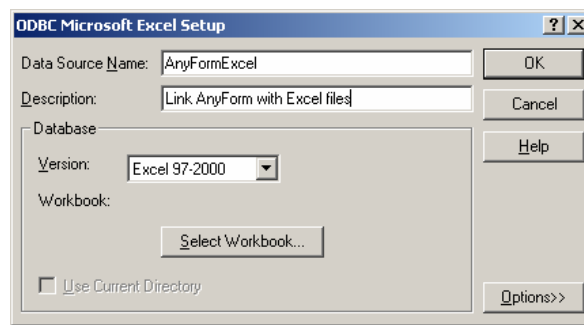 ODBC Microsoft Excel Setup
Data Source Name: AnyFormExcel
OK
Description: Link AnyForm with Excel files
Cancel
Database
Help
Version: Excel 97-2000
Workbook:
Select Workbook...
Use Current Directory
Options>>